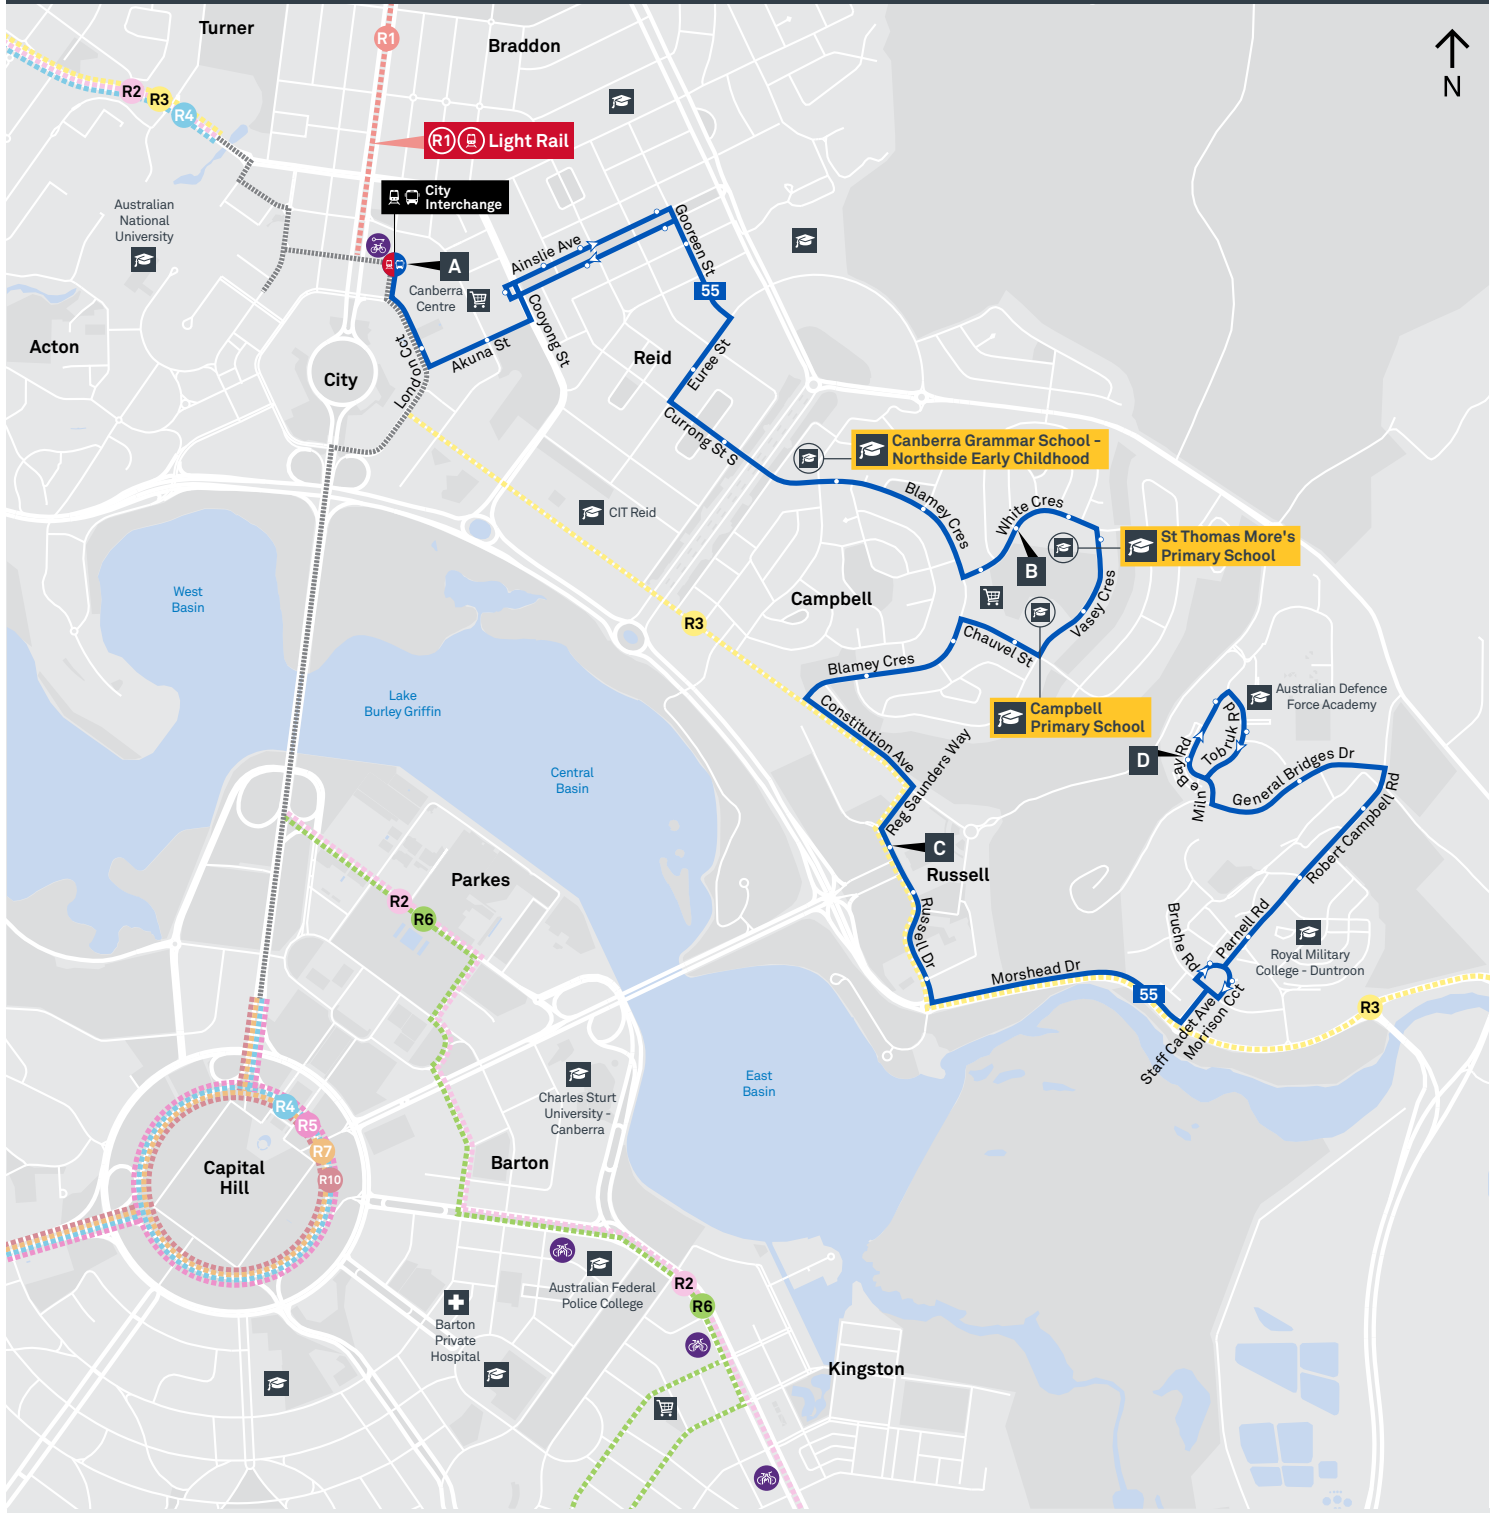 Turner
Braddon
N
R1
R2
R3
R4
R1 Light Rail
City
Interchange
Australian
National
University
A
Ainslie Ave
Gooreen St
55
Canberra
Centre
Cooyong St
Akuna St
London Cct
Acton
City
Reid
Euree St
Currong St S
Canberra Grammar School -
Northside Early Childhood
Blamey Cres
White Cres
St Thomas More's
Primary School
B
CIT Reid
West
Basin
Campbell
Vasey Cres
R3
Chauvel St
Blamey Cres
Lake
Burley Griffin
Constitution Ave
Campbell
Primary School
Australian Defence
Force Academy
Tobruk Rd
Milne Bay Rd
D
General Bridges Dr
Robert Campbell Rd
Central
Basin
Reg Saunders Way
C
Russell
Russell Dr
Parkes
R2
R6
Bruche Rd
Parnell Rd
Royal Military
College - Duntroon
Morshead Dr
55
R3
Staff Cadet Ave
Morrison Cct
East
Basin
Charles Sturt
University -
Canberra
R4
R5
R7
R10
Capital
Hill
Barton
Australian Federal
Police College
R2
R6
Barton
Private
Hospital
Kingston